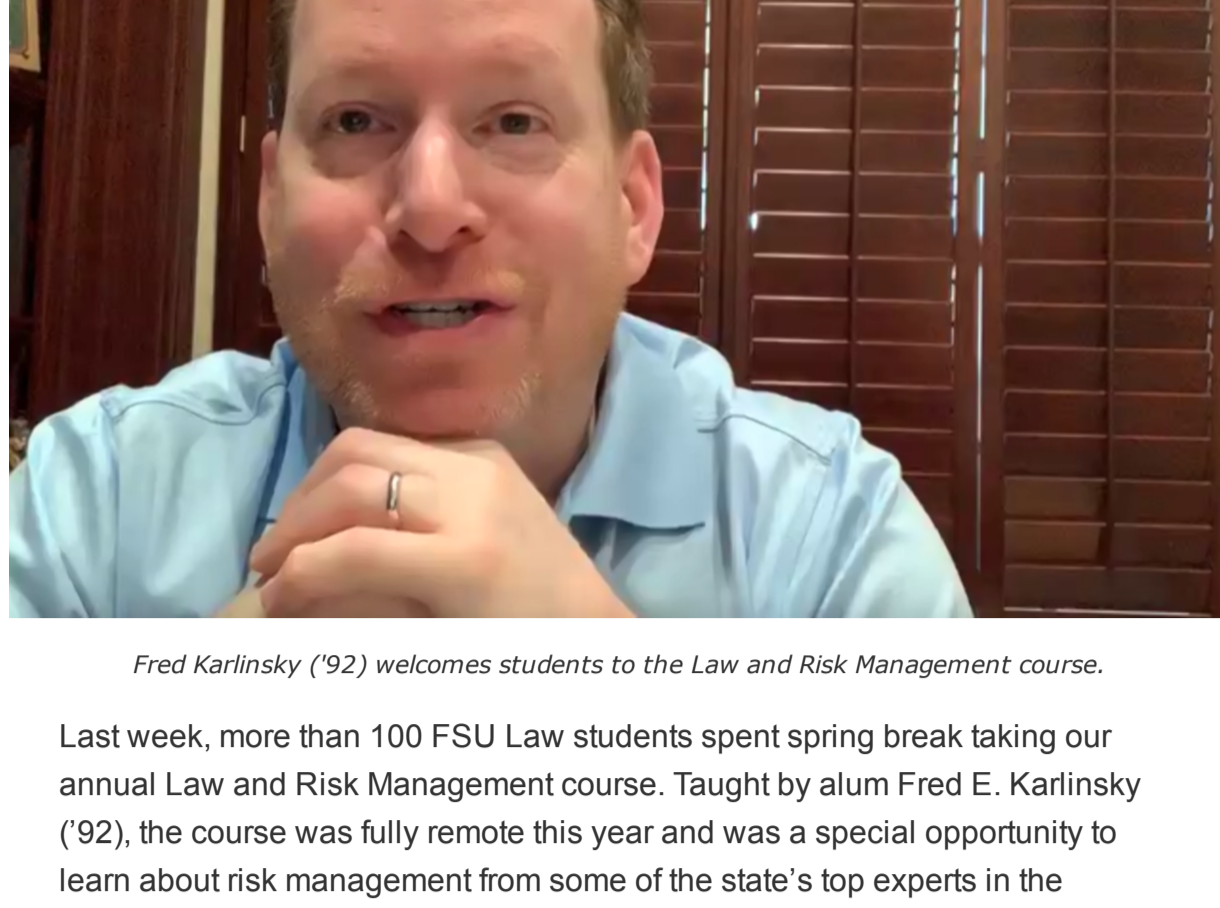 Fred Karlinsky ('92) welcomes students to the Law and Risk Management course.
Last week, more than 100 FSU Law students spent spring break taking our
annual Law and Risk Management course. Taught by alum Fred E. Karlinsky
(’92), the course was fully remote this year and was a special opportunity to
learn about risk management from some of the state’s top experts in the